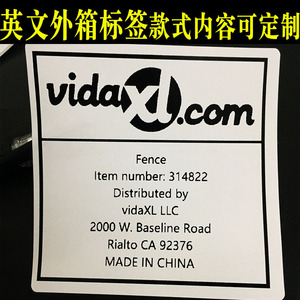 英文外箱标签款式内容可定制
vidaXL.com
Fence
Item number: 314822
Distributed by
vidaXL LLC
2000 W. Baseline Road
Rialto CA 92376
MADE IN CHINA